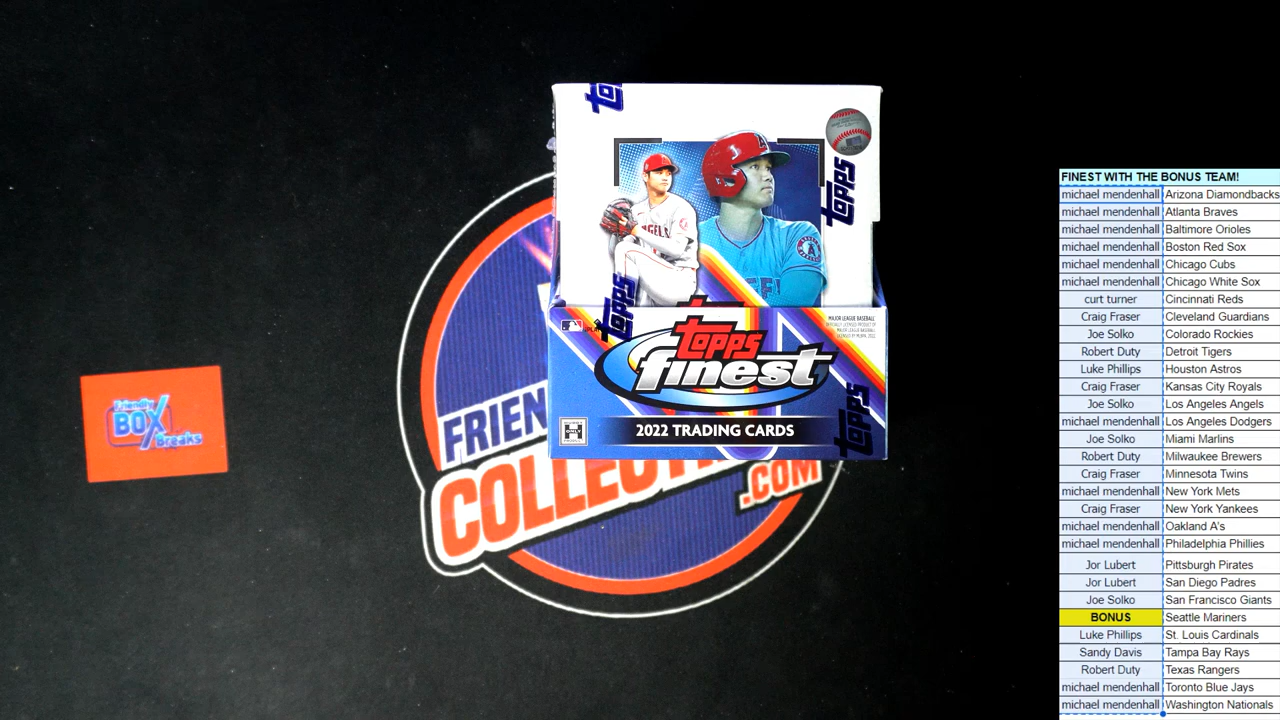 Friendly
BOX
Breaks
topps
topps
topps
topps
ANGELS
MAJOR LEAGUE BASEBALL
topps
finest
2022 TRADING CARDS
FRIEN
COLLECT
.COM
FINEST WITH THE BONUS TEAM!
michael mendenhall Arizona Diamondbacks
michael mendenhall Atlanta Braves
michael mendenhall Baltimore Orioles
michael mendenhall Boston Red Sox
michael mendenhall Chicago Cubs
michael mendenhall Chicago White Sox
curt turner Cincinnati Reds
Craig Fraser Cleveland Guardians
Joe Solko Colorado Rockies
Robert Duty Detroit Tigers
Luke Phillips Houston Astros
Craig Fraser Kansas City Royals
Joe Solko Los Angeles Angels
michael mendenhall Los Angeles Dodgers
Joe Solko Miami Marlins
Robert Duty Milwaukee Brewers
Craig Fraser Minnesota Twins
michael mendenhall New York Mets
Craig Fraser New York Yankees
michael mendenhall Oakland A's
michael mendenhall Philadelphia Phillies
Jor Lubert Pittsburgh Pirates
Jor Lubert San Diego Padres
Joe Solko San Francisco Giants
BONUS Seattle Mariners
Luke Phillips St. Louis Cardinals
Sandy Davis Tampa Bay Rays
Robert Duty Texas Rangers
michael mendenhall Toronto Blue Jays
michael mendenhall Washington Nationals